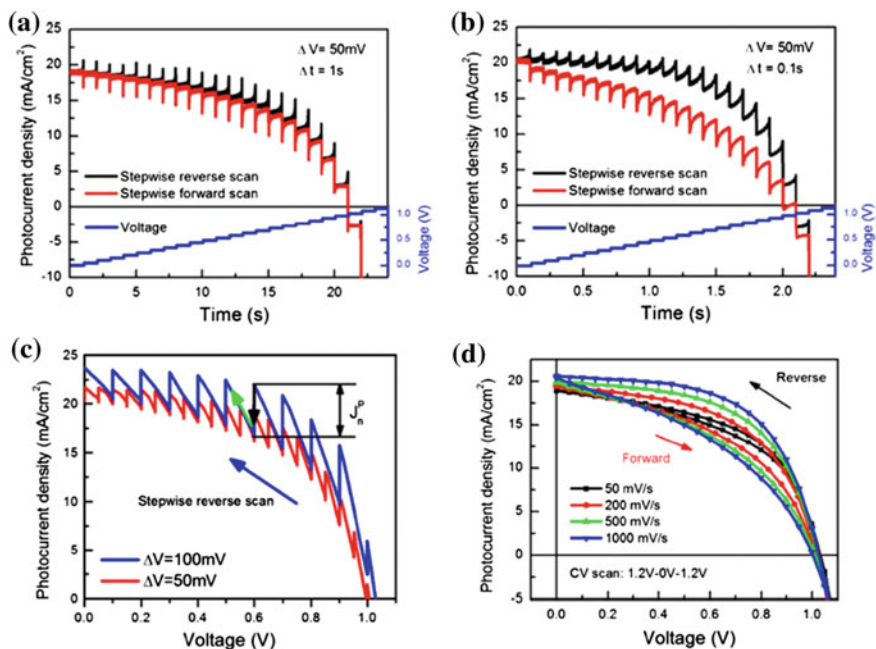 (a)
25
20
15
10
5
0
-5
-10
Photocurrent density (mA/cm²)
Δ V= 50mV
Δ t = 1s
Stepwise reverse scan
Stepwise forward scan
Voltage
1.0
0.5
0.0
Voltage (V)
0 5 10 15 20
Time (s)
(b)
25
20
15
10
5
0
-5
-10
Photocurrent density (mA/cm²)
Δ V= 50mV
Δ t = 0.1s
Stepwise reverse scan
Stepwise forward scan
Voltage
1.0
0.5
0.0
Voltage (V)
0.0 0.5 1.0 1.5 2.0
Time (s)
(c)
25
20
15
10
5
0
Photocurrent density (mA/cm²)
J_n^p
Stepwise reverse scan
ΔV=100mV
ΔV=50mV
0.0 0.2 0.4 0.6 0.8 1.0
Voltage (V)
(d)
20
15
10
5
0
-5
Photocurrent density (mA/cm²)
Reverse
Forward
50 mV/s
200 mV/s
500 mV/s
1000 mV/s
CV scan: 1.2V-0V-1.2V
0.0 0.2 0.4 0.6 0.8 1.0
Voltage (V)